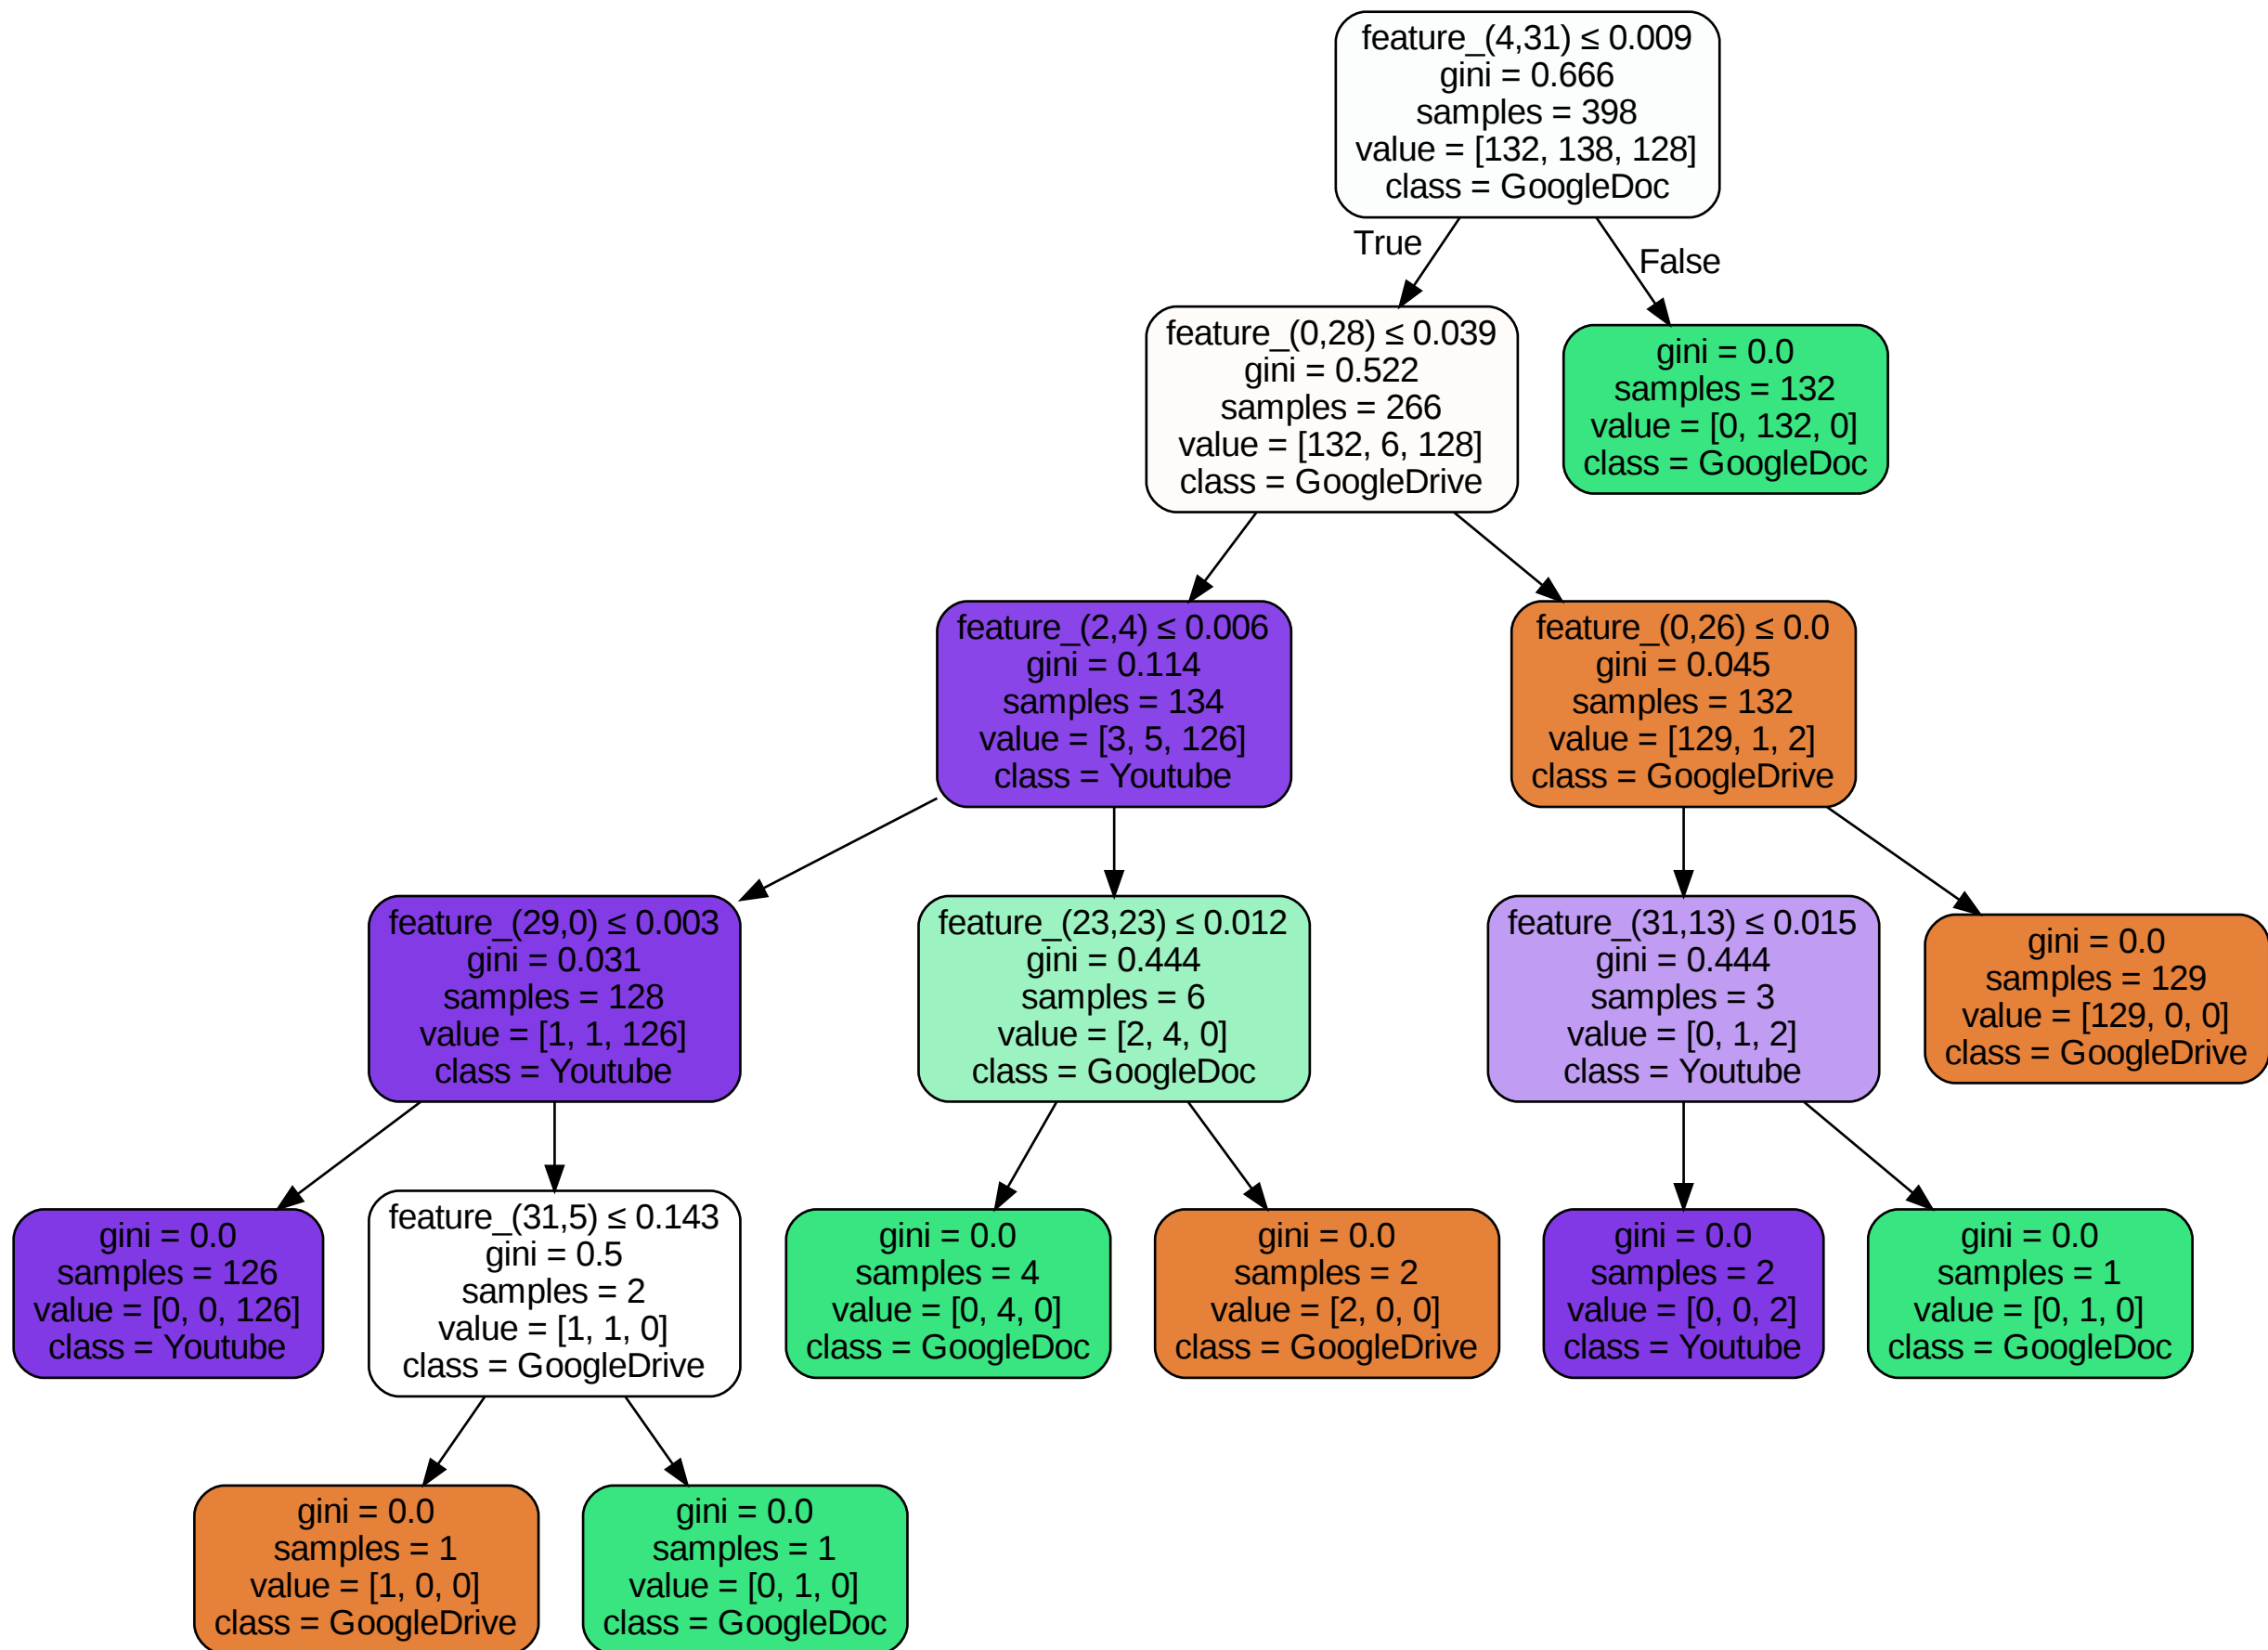 feature_(4,31) ≤ 0.009
gini = 0.666
samples = 398
value = [132, 138, 128]
class = GoogleDoc
True
False
feature_(0,28) ≤ 0.039
gini = 0.522
samples = 266
value = [132, 6, 128]
class = GoogleDrive
gini = 0.0
samples = 132
value = [0, 132, 0]
class = GoogleDoc
feature_(2,4) ≤ 0.006
gini = 0.114
samples = 134
value = [3, 5, 126]
class = Youtube
feature_(0,26) ≤ 0.0
gini = 0.045
samples = 132
value = [129, 1, 2]
class = GoogleDrive
feature_(29,0) ≤ 0.003
gini = 0.031
samples = 128
value = [1, 1, 126]
class = Youtube
feature_(23,23) ≤ 0.012
gini = 0.444
samples = 6
value = [2, 4, 0]
class = GoogleDoc
feature_(31,13) ≤ 0.015
gini = 0.444
samples = 3
value = [0, 1, 2]
class = Youtube
gini = 0.0
samples = 129
value = [129, 0, 0]
class = GoogleDrive
gini = 0.0
samples = 126
value = [0, 0, 126]
class = Youtube
feature_(31,5) ≤ 0.143
gini = 0.5
samples = 2
value = [1, 1, 0]
class = GoogleDrive
gini = 0.0
samples = 4
value = [0, 4, 0]
class = GoogleDoc
gini = 0.0
samples = 2
value = [2, 0, 0]
class = GoogleDrive
gini = 0.0
samples = 2
value = [0, 0, 2]
class = Youtube
gini = 0.0
samples = 1
value = [0, 1, 0]
class = GoogleDoc
gini = 0.0
samples = 1
value = [1, 0, 0]
class = GoogleDrive
gini = 0.0
samples = 1
value = [0, 1, 0]
class = GoogleDoc